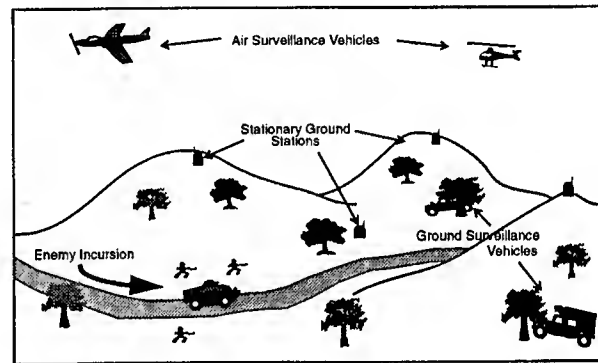 Air Surveillance Vehicles
Stationary Ground
Stations
Ground Surveillance
Vehicles
Enemy Incursion